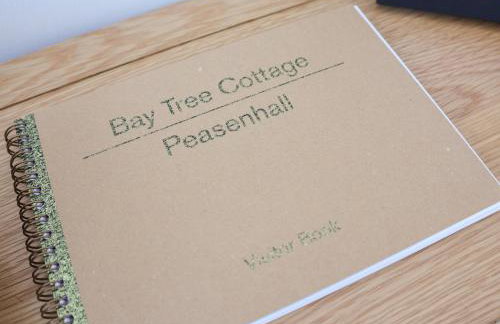 Bay Tree Cottage
Peasenhall
Visitor Book